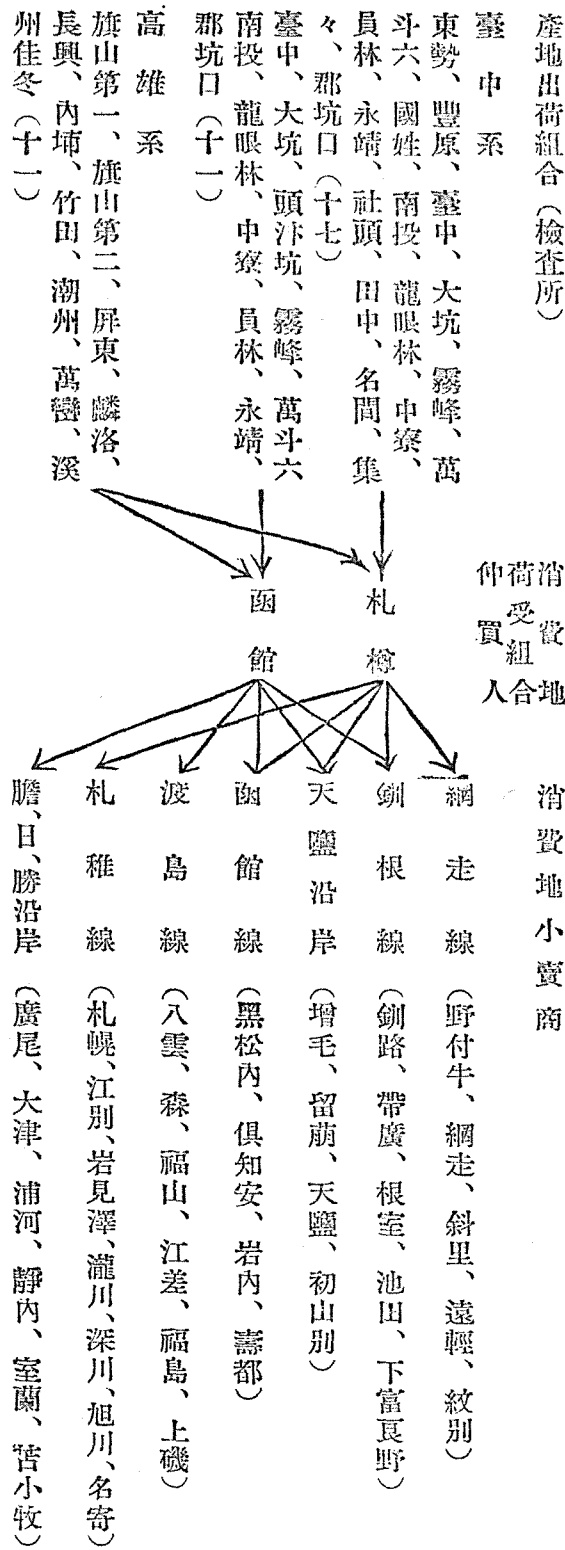 產地出荷組合（檢査所）
臺中系
東勢、豐原、臺中、大坑、霧峰、萬
斗六、國姓、南投、龍眼林、中寮、
員林、永靖、社頭、田中、名間、集
々、郡坑口（十七）
臺中、大坑、頭汴坑、霧峰、萬斗六
南投、龍眼林、中寮、員林、永靖、
郡坑口（十一）
高雄系
旗山第一、旗山第二、屏東、麟洛、
長興、內埔、竹田、潮州、萬巒、溪
州佳冬（十一）
消費地
荷受組合
仲買人
札樽
函館
消費地小賣商
網走線（野付牛、網走、斜里、遠輕、紋別）
釧根線（釧路、帶廣、根室、池田、下富良野）
天鹽沿岸（增毛、留萠、天鹽、初山別）
函館線（黑松內、俱知安、岩內、壽都）
渡島線（八雲、森、福山、江差、福島、上磯）
札稚線（札幌、江別、岩見澤、瀧川、深川、旭川、名寄）
膽、日、勝沿岸（廣尾、大津、浦河、靜內、室蘭、苫小牧）